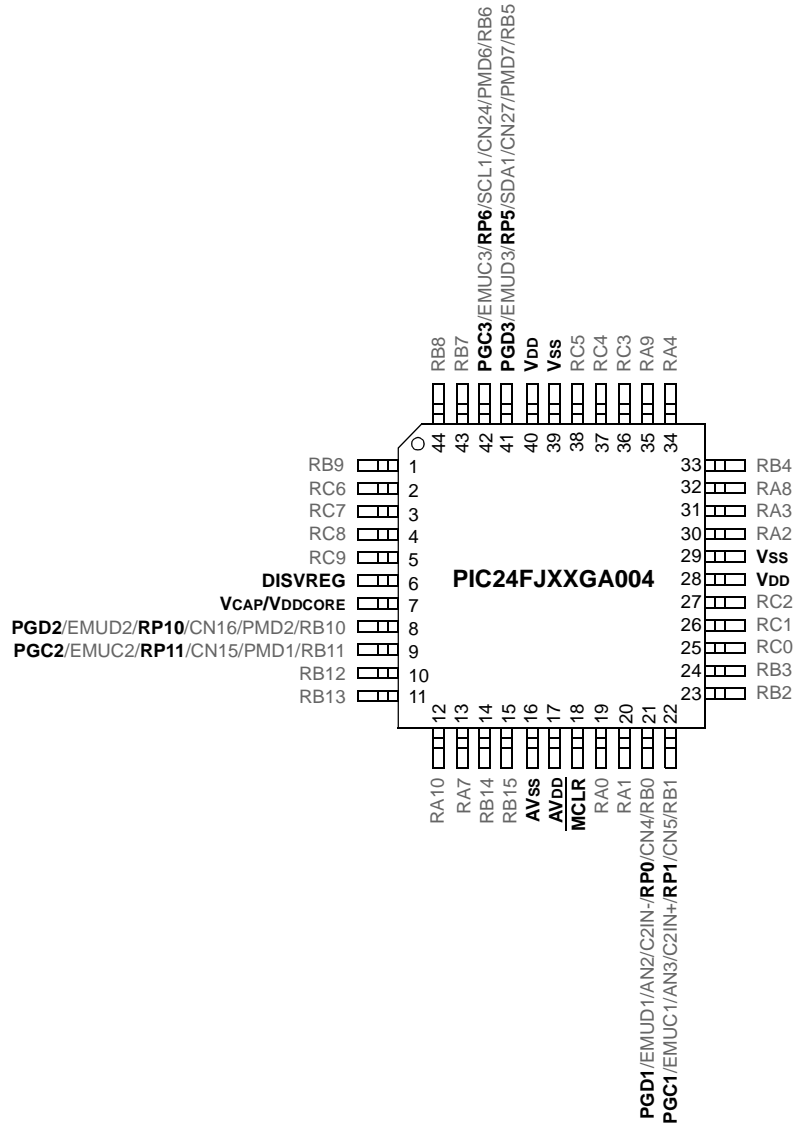 PGC3/EMUC3/RP6/SCL1/CN24/PMD6/RB6
PGD3/EMUD3/RP5/SDA1/CN27/PMD7/RB5
RB8
RB7
VDD
VSS
RC5
RC4
RC3
RA9
RA4
44
43
42
41
40
39
38
37
36
35
34
RB9 1
RC6 2
RC7 3
RC8 4
RC9 5
DISVREG 6
VCAP/VDDCORE 7
PGD2/EMUD2/RP10/CN16/PMD2/RB10 8
PGC2/EMUC2/RP11/CN15/PMD1/RB11 9
RB12 10
RB13 11
PIC24FJXXGA004
33 RB4
32 RA8
31 RA3
30 RA2
29 VSS
28 VDD
27 RC2
26 RC1
25 RC0
24 RB3
23 RB2
12
13
14
15
16
17
18
19
20
21
22
RA10
RA7
RB14
RB15
AVSS
AVDD
MCLR
RA0
RA1
PGD1/EMUD1/AN2/C2IN-/RP0/CN4/RB0
PGC1/EMUC1/AN3/C2IN+/RP1/CN5/RB1